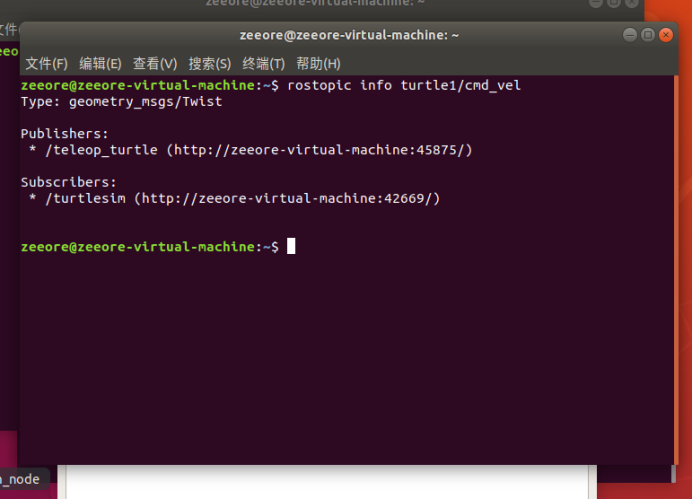 zeeore@zeeore-virtual-machine: ~
文件(
zeeore@zeeore-virtual-machine: ~
文件(F) 编辑(E) 查看(V) 搜索(S) 终端(T) 帮助(H)
zeeore@zeeore-virtual-machine:~$ rostopic info turtle1/cmd_vel
Type: geometry_msgs/Twist
Publishers:
* /teleop_turtle (http://zeeore-virtual-machine:45875/)
Subscribers:
* /turtlesim (http://zeeore-virtual-machine:42669/)
zeeore@zeeore-virtual-machine:~$
_node